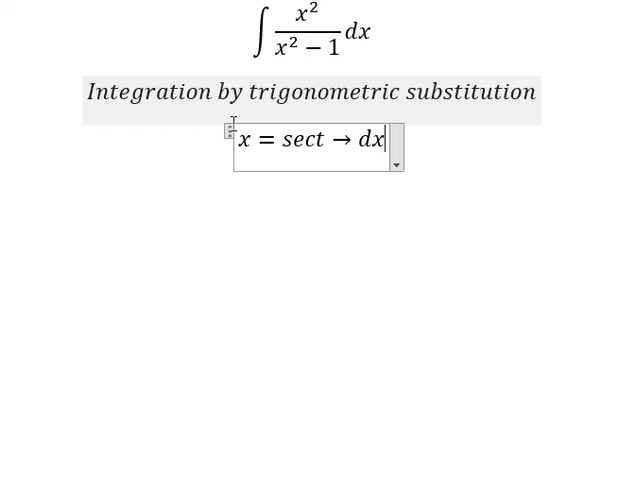 ∫ x²/(x² − 1) dx
Integration by trigonometric substitution
x = sect → dx